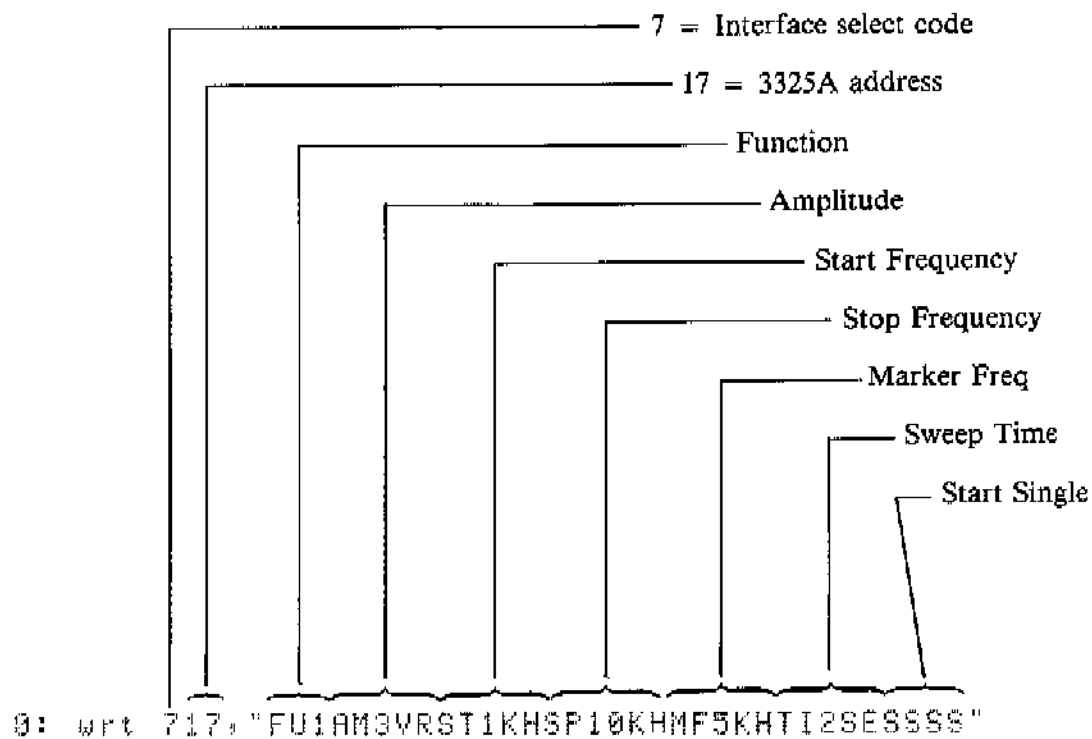 7 = Interface select code
17 = 3325A address
Function
Amplitude
Start Frequency
Stop Frequency
Marker Freq
Sweep Time
Start Single
0: wrt 717,"FU1AM3VRST1KHSP10KHMF5KHTI2SESSSS"